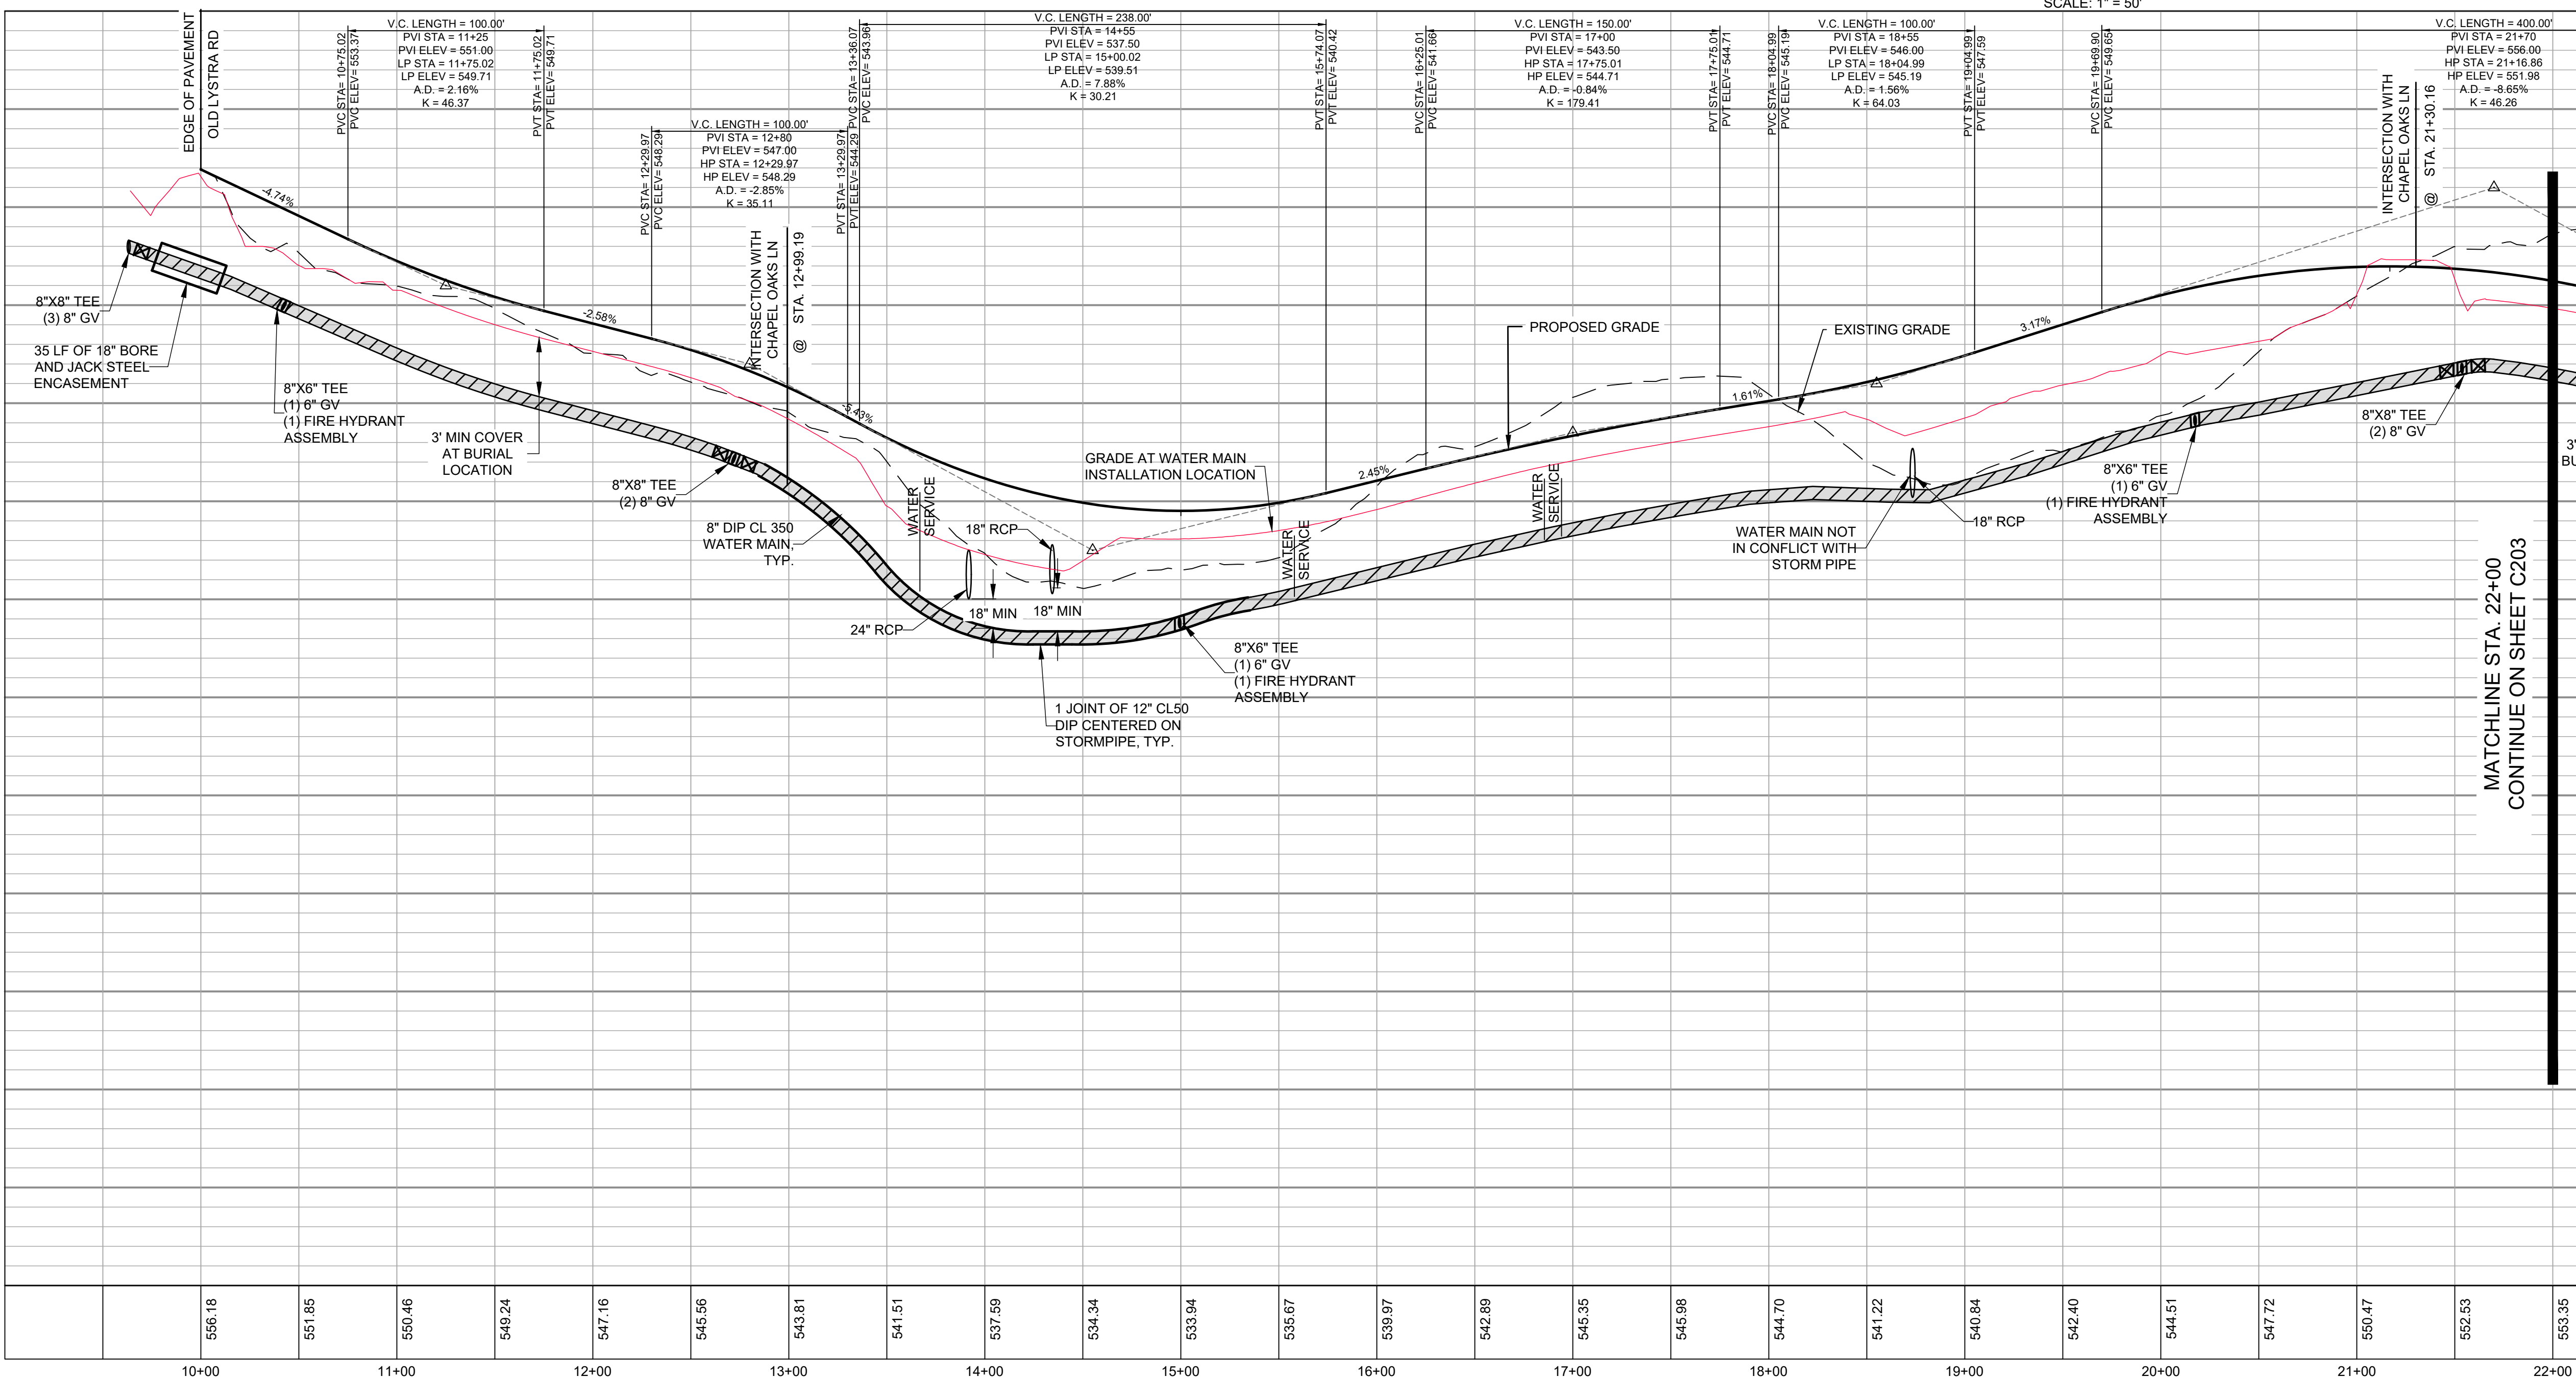 SCALE: 1" = 50'
EDGE OF PAVEMENT
OLD LYSTRA RD
PVC STA= 10+75.02
PVC ELEV= 553.37
V.C. LENGTH = 100.00'
PVI STA = 11+25
PVI ELEV = 551.00
LP STA = 11+75.02
LP ELEV = 549.71
A.D. = 2.16%
K = 46.37
PVT STA= 11+75.02
PVT ELEV= 549.71
PVC STA= 12+29.97
PVC ELEV= 548.29
V.C. LENGTH = 100.00'
PVI STA = 12+80
PVI ELEV = 547.00
HP STA = 12+29.97
HP ELEV = 548.29
A.D. = -2.85%
K = 35.11
PVT STA= 13+29.97
PVT ELEV= 544.29
PVC STA= 13+36.07
PVC ELEV= 543.96
V.C. LENGTH = 238.00'
PVI STA = 14+55
PVI ELEV = 537.50
LP STA = 15+00.02
LP ELEV = 539.51
A.D. = 7.88%
K = 30.21
PVT STA= 15+74.07
PVT ELEV= 540.42
PVC STA= 16+25.01
PVC ELEV= 541.66
V.C. LENGTH = 150.00'
PVI STA = 17+00
PVI ELEV = 543.50
HP STA = 17+75.01
HP ELEV = 544.71
A.D. = -0.84%
K = 179.41
PVT STA= 17+75.01
PVT ELEV= 544.71
PVC STA= 18+04.99
PVC ELEV= 545.19
V.C. LENGTH = 100.00'
PVI STA = 18+55
PVI ELEV = 546.00
LP STA = 18+04.99
LP ELEV = 545.19
A.D. = 1.56%
K = 64.03
PVT STA= 19+04.99
PVT ELEV= 547.59
PVC STA= 19+69.90
PVC ELEV= 549.65
V.C. LENGTH = 400.00'
PVI STA = 21+70
PVI ELEV = 556.00
HP STA = 21+16.86
HP ELEV = 551.98
A.D. = -8.65%
K = 46.26
INTERSECTION WITH
CHAPEL OAKS LN
@ STA. 21+30.16
INTERSECTION WITH
CHAPEL OAKS LN
@ STA. 12+99.19
-4.74%
-2.58%
-5.43%
2.45%
1.61%
3.17%
8"X8" TEE
(3) 8" GV
35 LF OF 18" BORE
AND JACK STEEL
ENCASEMENT
8"X6" TEE
(1) 6" GV
(1) FIRE HYDRANT
ASSEMBLY
3' MIN COVER
AT BURIAL
LOCATION
8"X8" TEE
(2) 8" GV
8" DIP CL 350
WATER MAIN,
TYP.
WATER
SERVICE
18" RCP
24" RCP
18" MIN
18" MIN
1 JOINT OF 12" CL50
DIP CENTERED ON
STORMPIPE, TYP.
GRADE AT WATER MAIN
INSTALLATION LOCATION
WATER
SERVICE
8"X6" TEE
(1) 6" GV
(1) FIRE HYDRANT
ASSEMBLY
PROPOSED GRADE
WATER
SERVICE
EXISTING GRADE
WATER MAIN NOT
IN CONFLICT WITH
STORM PIPE
18" RCP
8"X6" TEE
(1) 6" GV
(1) FIRE HYDRANT
ASSEMBLY
8"X8" TEE
(2) 8" GV
3'
BU
MATCHLINE STA. 22+00
CONTINUE ON SHEET C203
556.18
551.85
550.46
549.24
547.16
545.56
543.81
541.51
537.59
534.34
533.94
535.67
539.97
542.89
545.35
545.98
544.70
541.22
540.84
542.40
544.51
547.72
550.47
552.53
553.35
10+00
11+00
12+00
13+00
14+00
15+00
16+00
17+00
18+00
19+00
20+00
21+00
22+00